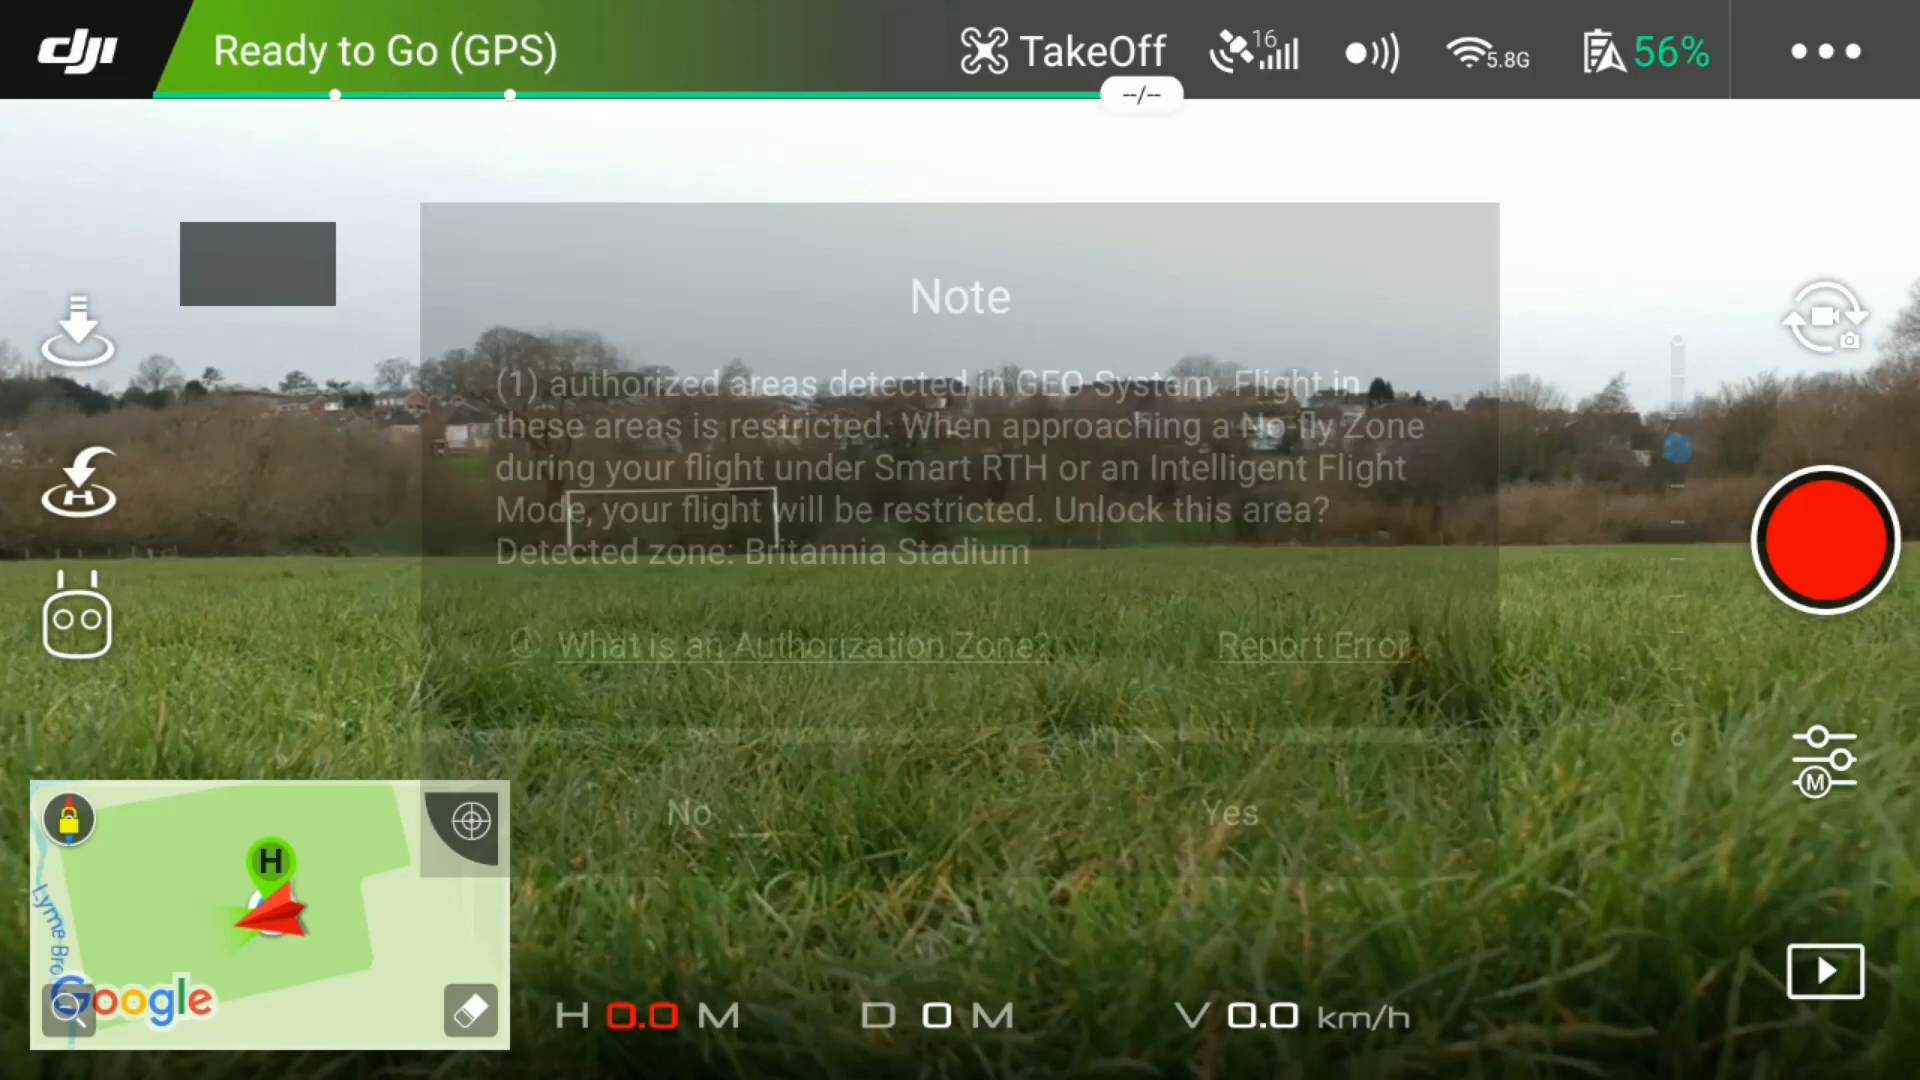 dji
Ready to Go (GPS)
TakeOff
16
5.8G
56%
--/--
Note
(1) authorized areas detected in GEO System. Flight in
these areas is restricted. When approaching a No-fly Zone
during your flight under Smart RTH or an Intelligent Flight
Mode, your flight will be restricted. Unlock this area?
Detected zone: Britannia Stadium
What is an Authorization Zone?
Report Error
No
Yes
H
H
Lyme Bro
Google
M
H 0.0 M
D 0 M
V 0.0 km/h